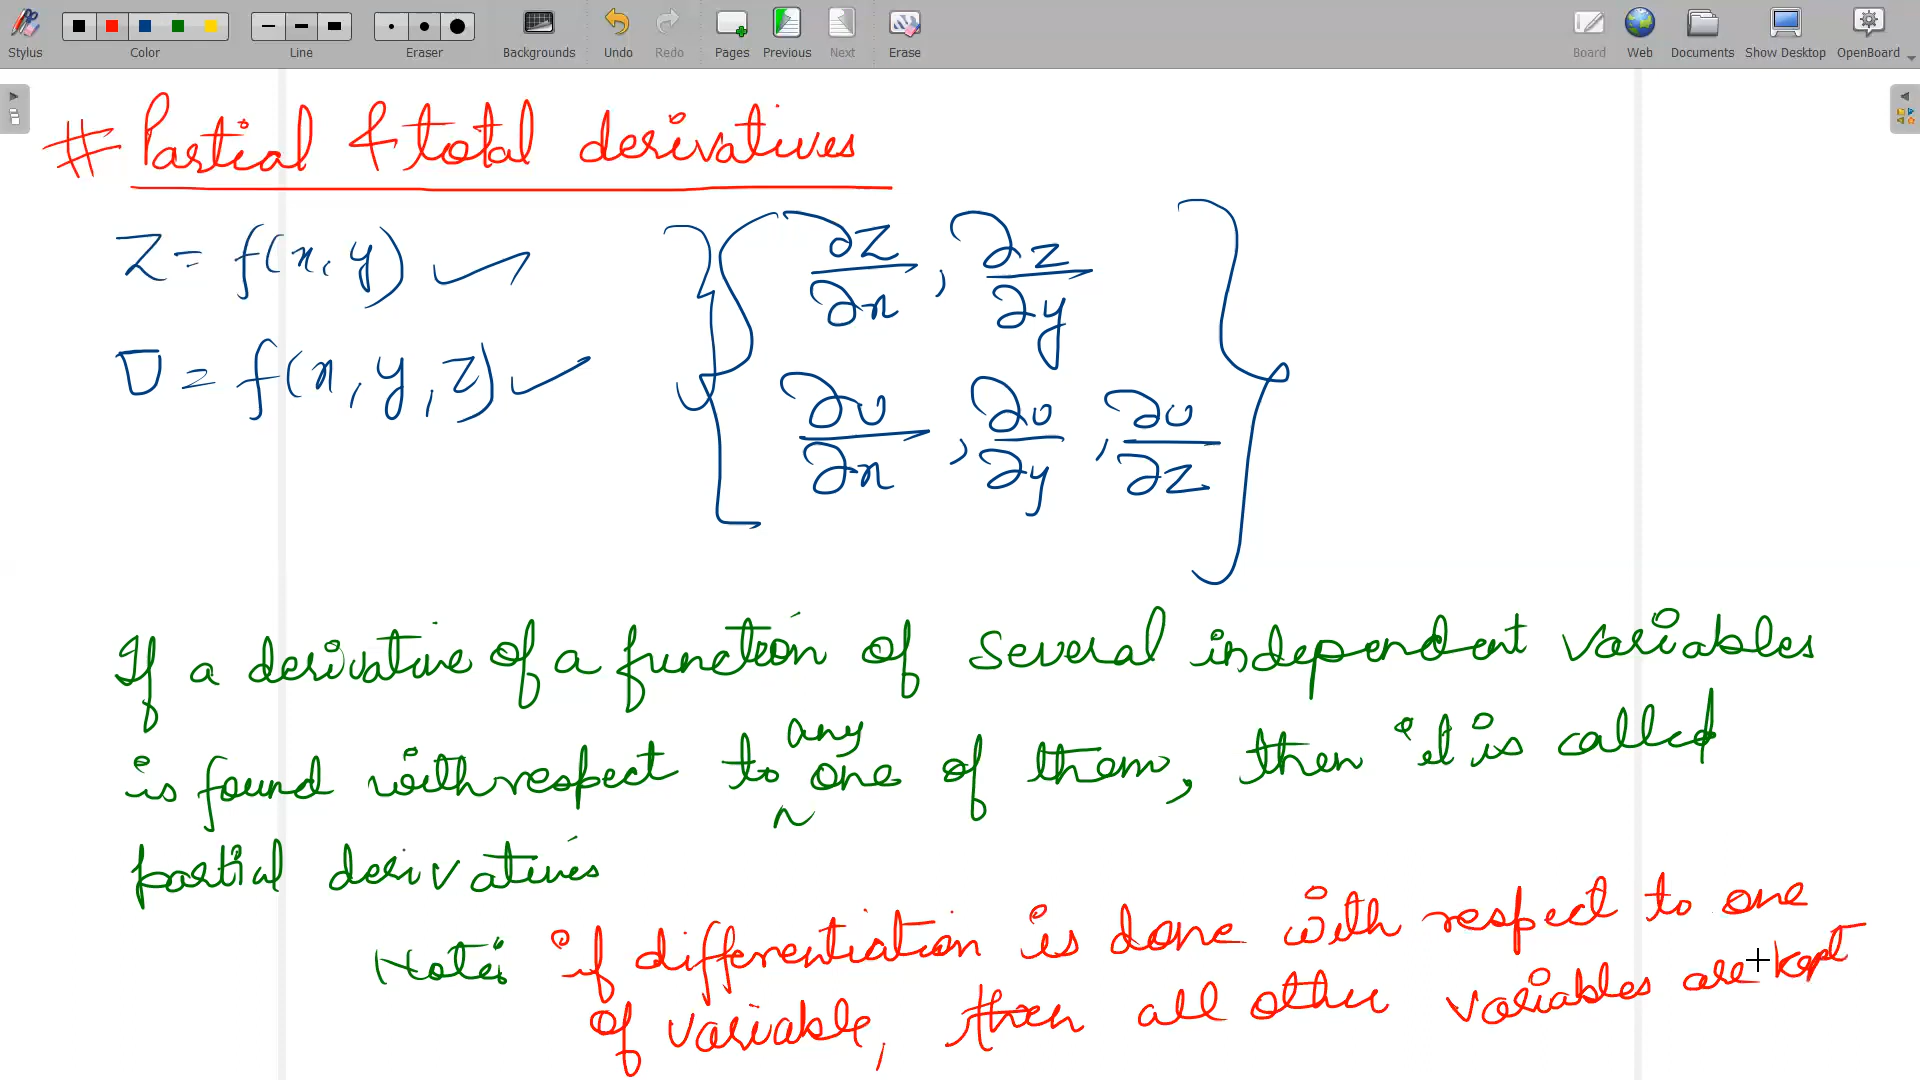 Stylus Color Line Eraser Backgrounds Undo Redo Pages Previous Next Erase Board Web Documents Show Desktop OpenBoard
# Partial & total derivatives
Z = f(x, y) ✓ ∂Z/∂x , ∂z/∂y
U = f(x, y, z) ✓ ∂U/∂x , ∂U/∂y , ∂U/∂z
If a derivative of a function of several independent variables
is found with respect to any one of them, then it is called
partial derivatives
Note: if differentiation is done with respect to one
of variable, then all other variables are kept